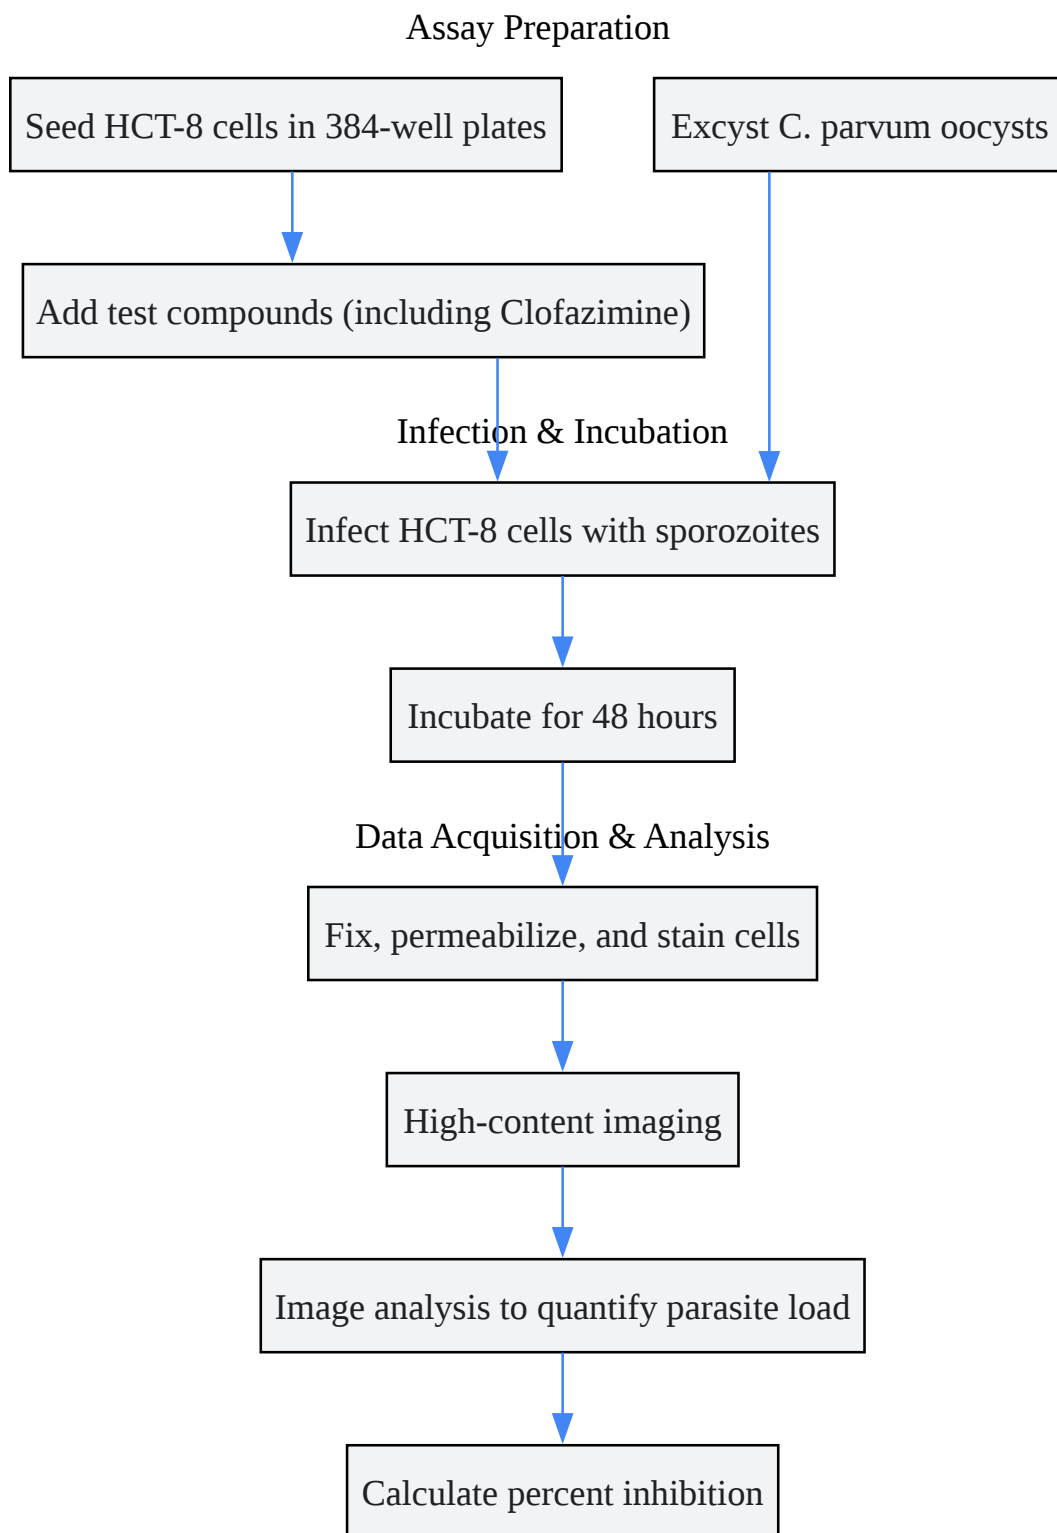 Assay Preparation
Seed HCT-8 cells in 384-well plates
Excyst C. parvum oocysts
Add test compounds (including Clofazimine)
Infection & Incubation
Infect HCT-8 cells with sporozoites
Incubate for 48 hours
Data Acquisition & Analysis
Fix, permeabilize, and stain cells
High-content imaging
Image analysis to quantify parasite load
Calculate percent inhibition